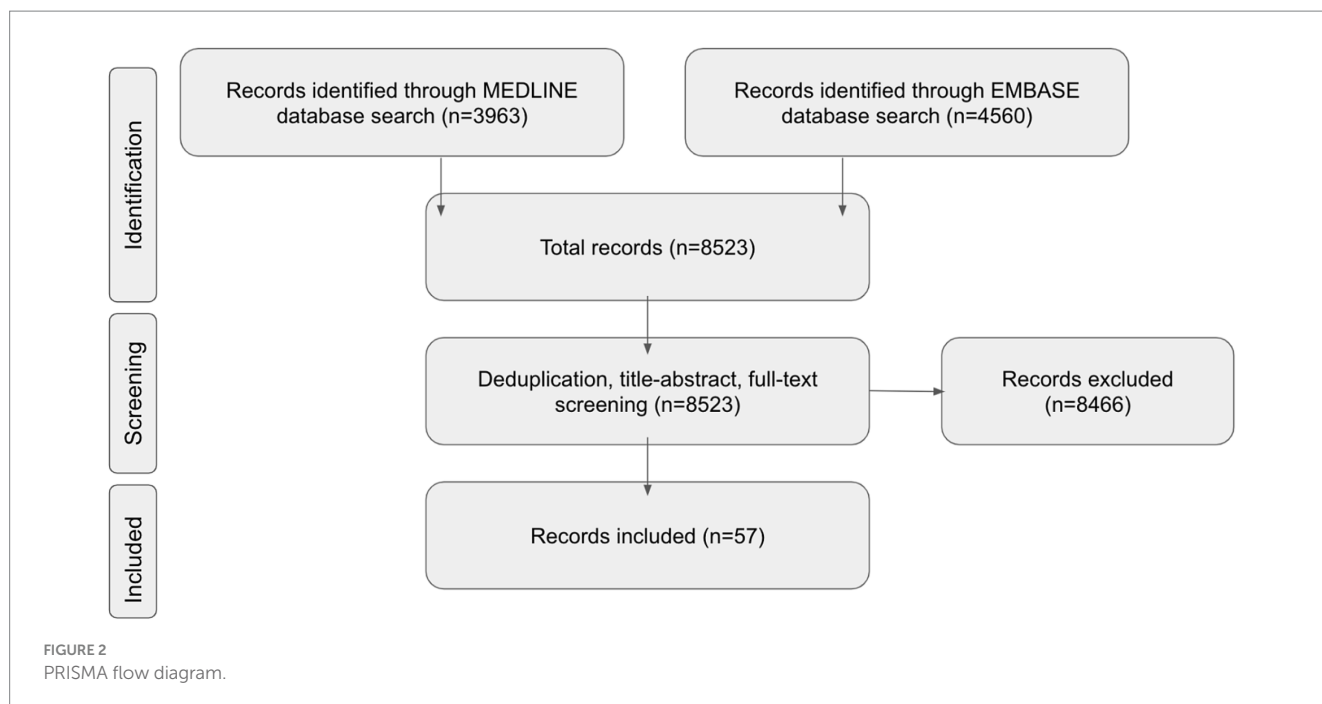 Identification
Records identified through MEDLINE
database search (n=3963)
Records identified through EMBASE
database search (n=4560)
Total records (n=8523)
Screening
Deduplication, title-abstract, full-text
screening (n=8523)
Records excluded
(n=8466)
Included
Records included (n=57)
FIGURE 2
PRISMA flow diagram.